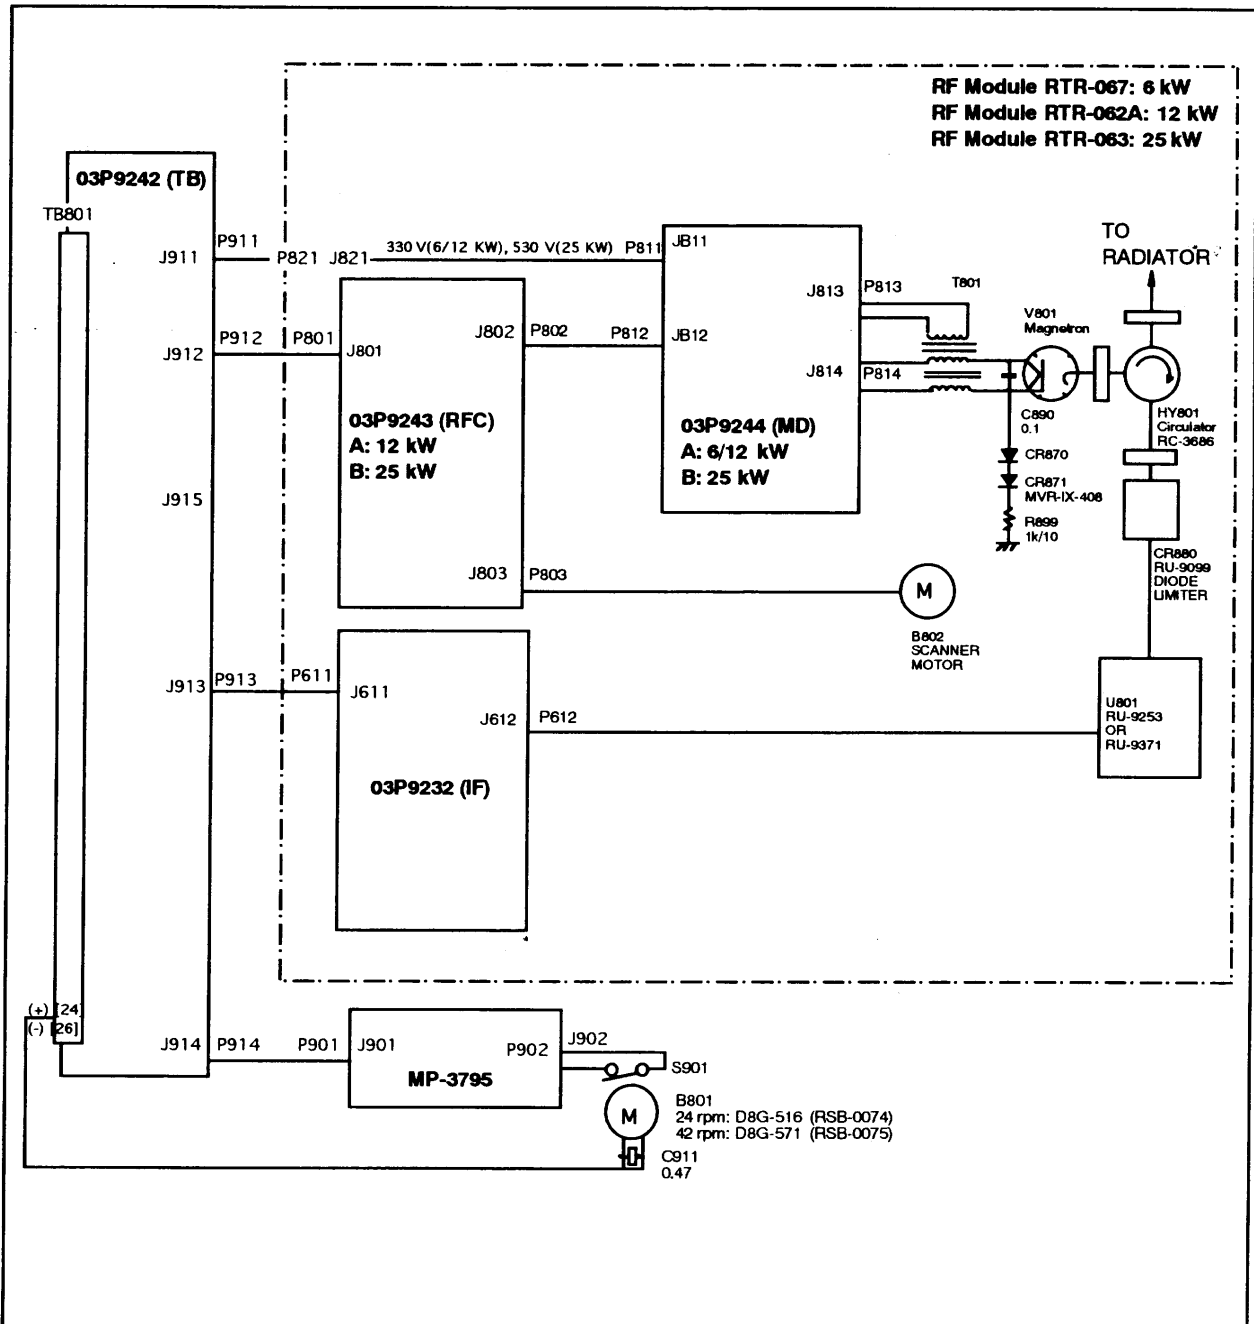 RF Module RTR-067: 6 kW
RF Module RTR-062A: 12 kW
RF Module RTR-063: 25 kW
03P9242 (TB)
TB801
J911
P911
P821
J821
330 V(6/12 KW), 530 V(25 KW)
P811
JB11
J912
P912
P801
J801
J802
P802
P812
JB12
J813
P813
T801
J814
P814
V801
Magnetron
TO
RADIATOR
HY801
Circulator
RC-3686
03P9243 (RFC)
A: 12 kW
B: 25 kW
03P9244 (MD)
A: 6/12 kW
B: 25 kW
C890
0.1
CR870
CR871
MVR-IX-408
R899
1k/10
CR880
RU-9099
DIODE
LIMITER
J915
J803
P803
M
B802
SCANNER
MOTOR
J913
P913
P611
J611
J612
P612
03P9232 (IF)
U801
RU-9253
OR
RU-9371
(+) [24]
(-) [26]
J914
P914
P901
J901
MP-3795
P902
J902
S901
M
B801
24 rpm: D8G-516 (RSB-0074)
42 rpm: D8G-571 (RSB-0075)
C911
0.47